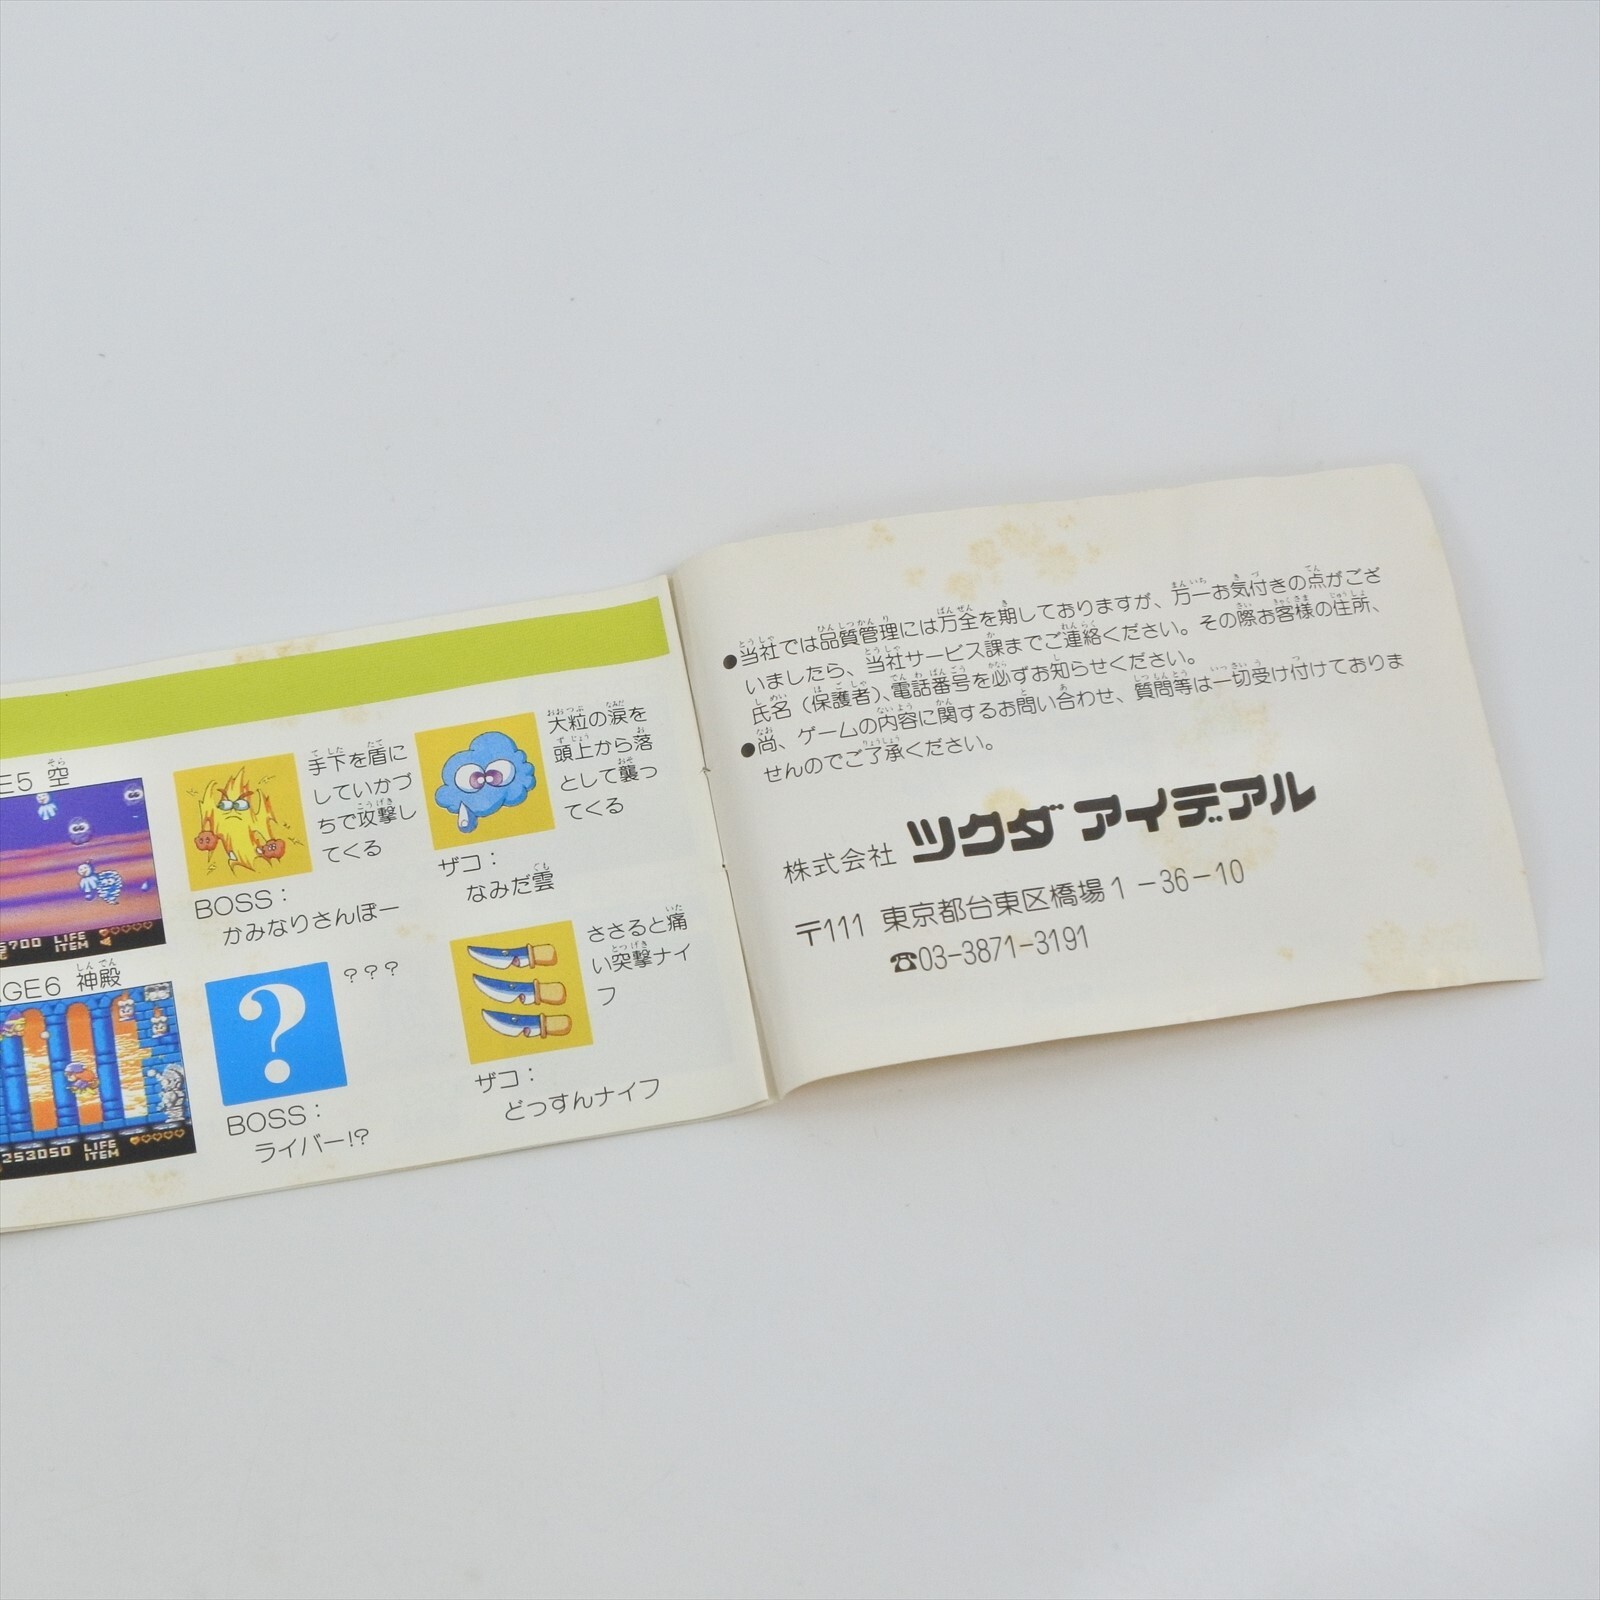 E5 空
5700 LIFE
ITEM
手下を盾に
していかづ
ちで攻撃し
てくる
BOSS:
かみなりさんぼー
大粒の涙を
頭上から落
として襲っ
てくる
ザコ:
なみだ雲
GE6 神殿
253050 LIFE
ITEM
?
???
BOSS:
ライバー!?
ささると痛
い突撃ナイ
フ
ザコ:
どっすんナイフ
●当社では品質管理には万全を期しておりますが、万一お気付きの点がござ
いましたら、当社サービス課までご連絡ください。その際お客様の住所、
氏名(保護者)、電話番号を必ずお知らせください。
●尚、ゲームの内容に関するお問い合わせ、質問等は一切受け付けておりま
せんのでご了承ください。
株式会社 ツクダ アイデアル
〒111 東京都台東区橋場1-36-10
☎03-3871-3191